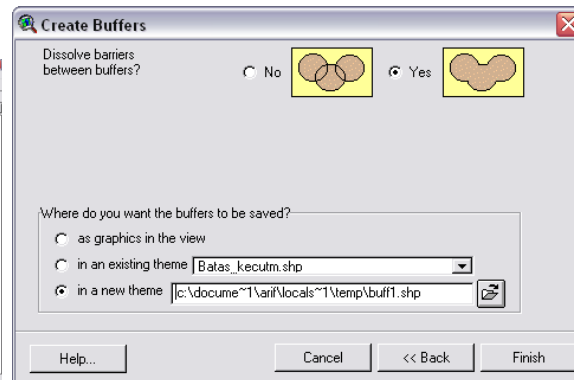 Create Buffers
Dissolve barriers
between buffers?
No
Yes
Where do you want the buffers to be saved?
as graphics in the view
in an existing theme Batas_kecutm.shp
in a new theme c:\docume~1\arif\locals~1\temp\buff1.shp
Help... Cancel << Back Finish